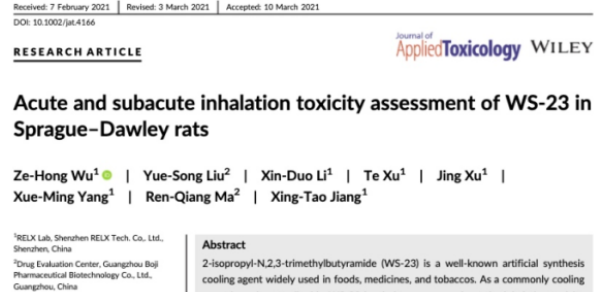 Received: 7 February 2021 | Revised: 3 March 2021 | Accepted: 10 March 2021
DOI: 10.1002/jat.4166
RESEARCH ARTICLE
Journal of
AppliedToxicology WILEY
Acute and subacute inhalation toxicity assessment of WS-23 in
Sprague–Dawley rats
Ze-Hong Wu¹ | Yue-Song Liu² | Xin-Duo Li¹ | Te Xu¹ | Jing Xu¹ |
Xue-Ming Yang¹ | Ren-Qiang Ma² | Xing-Tao Jiang¹
¹RELX Lab, Shenzhen RELX Tech. Co., Ltd.,
Shenzhen, China
²Drug Evaluation Center, Guangzhou Boji
Pharmaceutical Biotechnology Co., Ltd.,
Guangzhou, China
Abstract
2-isopropyl-N,2,3-trimethylbutyramide (WS-23) is a well-known artificial synthesis
cooling agent widely used in foods, medicines, and tobaccos. As a commonly cooling